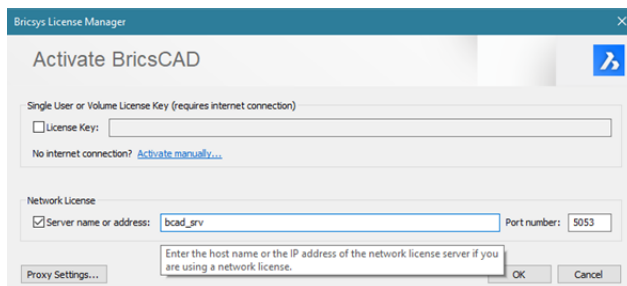 Bricsys License Manager
Activate BricsCAD
Single User or Volume License Key (requires internet connection)
License Key:
No internet connection? Activate manually...
Network License
Server name or address: bcad_srv Port number: 5053
Enter the host name or the IP address of the network license server if you
are using a network license.
Proxy Settings... OK Cancel